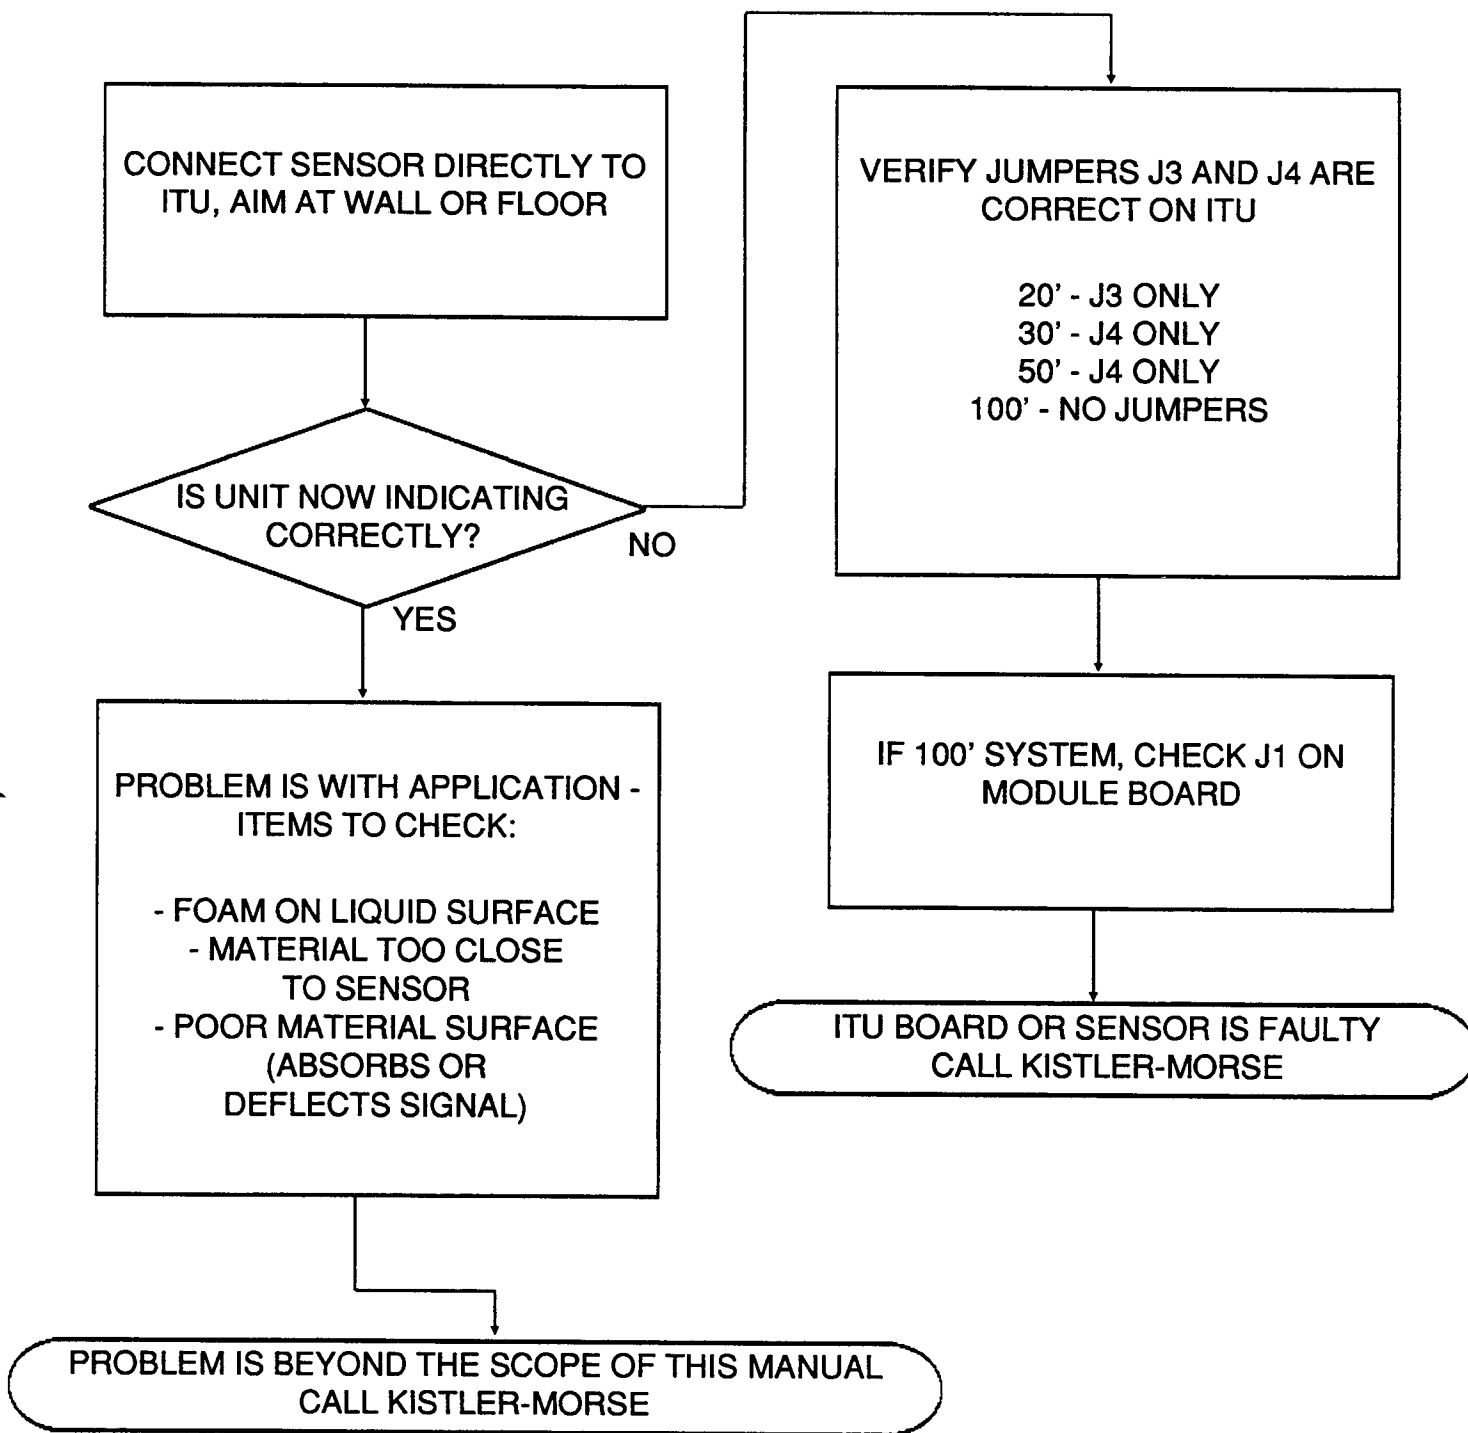 CONNECT SENSOR DIRECTLY TO
ITU, AIM AT WALL OR FLOOR
IS UNIT NOW INDICATING
CORRECTLY?
NO
YES
PROBLEM IS WITH APPLICATION -
ITEMS TO CHECK:
- FOAM ON LIQUID SURFACE
- MATERIAL TOO CLOSE
TO SENSOR
- POOR MATERIAL SURFACE
(ABSORBS OR
DEFLECTS SIGNAL)
PROBLEM IS BEYOND THE SCOPE OF THIS MANUAL
CALL KISTLER-MORSE
VERIFY JUMPERS J3 AND J4 ARE
CORRECT ON ITU
20' - J3 ONLY
30' - J4 ONLY
50' - J4 ONLY
100' - NO JUMPERS
IF 100' SYSTEM, CHECK J1 ON
MODULE BOARD
ITU BOARD OR SENSOR IS FAULTY
CALL KISTLER-MORSE